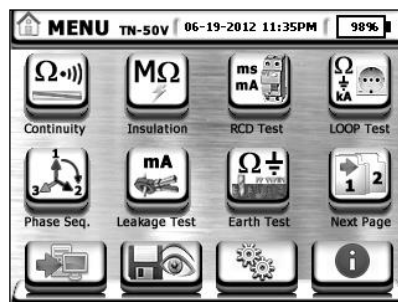 MENU TN-50V 06-19-2012 11:35PM 98%
Ω•))) MΩ ms mA Ω kA
Continuity Insulation RCD Test LOOP Test
1 2 3 mA Ω 1 2
Phase Seq. Leakage Test Earth Test Next Page
i